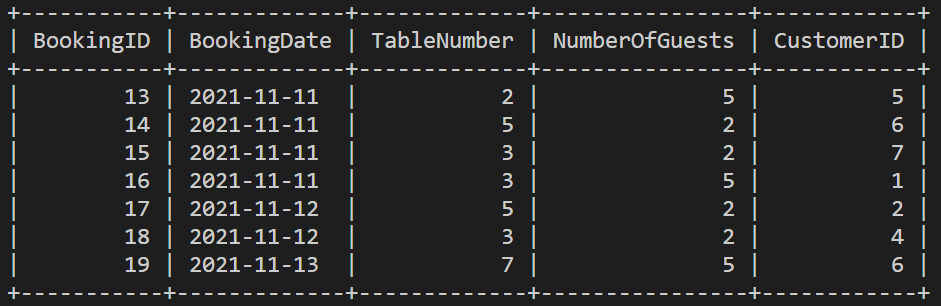 +-----------+-------------+-------------+----------------+------------+
| BookingID | BookingDate | TableNumber | NumberOfGuests | CustomerID |
+-----------+-------------+-------------+----------------+------------+
|        13 | 2021-11-11  |           2 |              5 |          5 |
|        14 | 2021-11-11  |           5 |              2 |          6 |
|        15 | 2021-11-11  |           3 |              2 |          7 |
|        16 | 2021-11-11  |           3 |              5 |          1 |
|        17 | 2021-11-12  |           5 |              2 |          2 |
|        18 | 2021-11-12  |           3 |              2 |          4 |
|        19 | 2021-11-13  |           7 |              5 |          6 |
+-----------+-------------+-------------+----------------+------------+